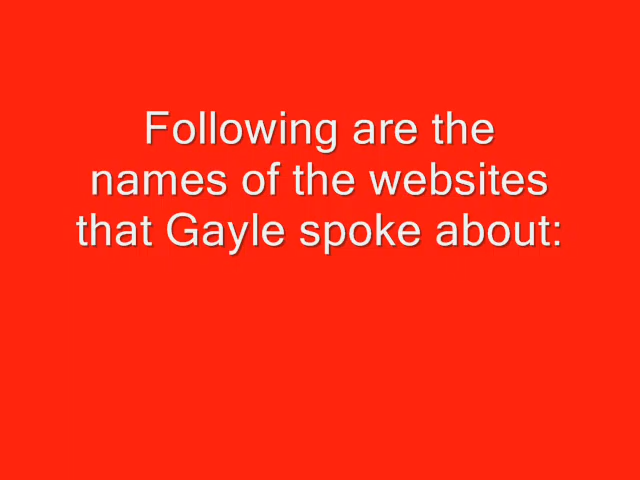 Following are the
names of the websites
that Gayle spoke about: